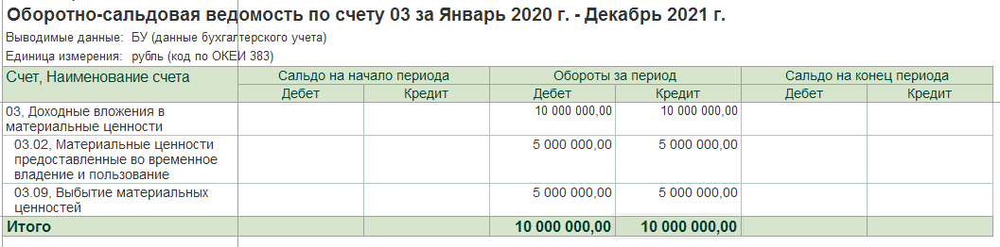 Оборотно-сальдовая ведомость по счету 03 за Январь 2020 г. - Декабрь 2021 г.
Выводимые данные: БУ (данные бухгалтерского учета)
Единица измерения: рубль (код по ОКЕИ 383)
Счет, Наименование счета Сальдо на начало периода Обороты за период Сальдо на конец периода
Дебет Кредит Дебет Кредит Дебет Кредит
03, Доходные вложения в 10 000 000,00 10 000 000,00
материальные ценности
03.02, Материальные ценности 5 000 000,00 5 000 000,00
предоставленные во временное
владение и пользование
03.09, Выбытие материальных 5 000 000,00 5 000 000,00
ценностей
Итого 10 000 000,00 10 000 000,00